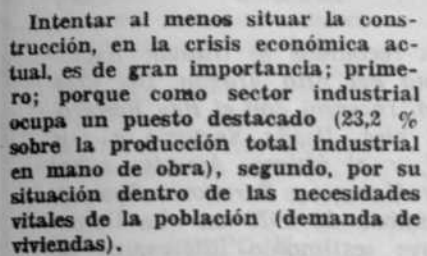 Intentar al menos situar la cons-
trucción, en la crisis económica ac-
tual, es de gran importancia; prime-
ro; porque como sector industrial
ocupa un puesto destacado (23,2 %
sobre la producción total industrial
en mano de obra), segundo, por su
situación dentro de las necesidades
vitales de la población (demanda de
viviendas).